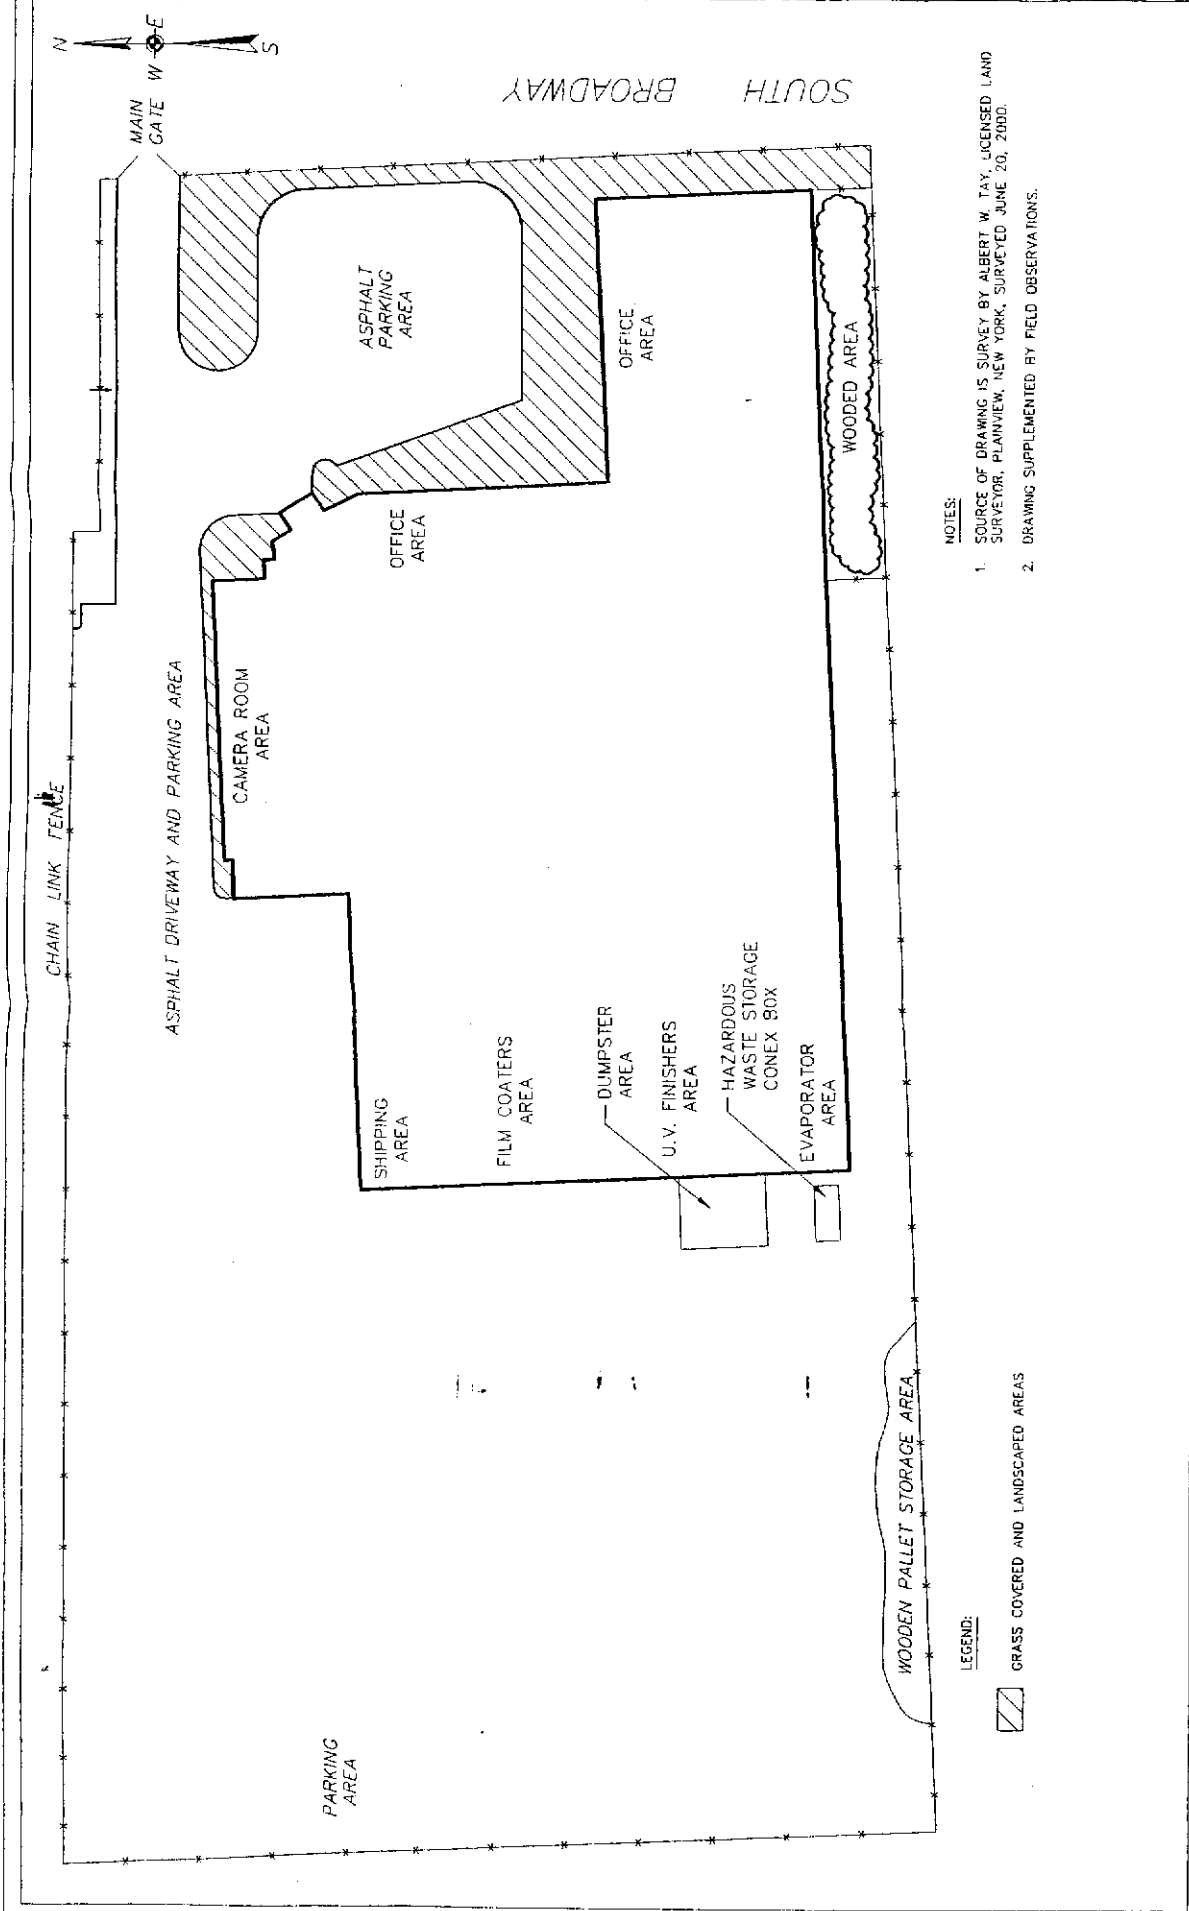 N
W E
S
MAIN
GATE
SOUTH BROADWAY
CHAIN LINK FENCE
ASPHALT DRIVEWAY AND PARKING AREA
ASPHALT
PARKING
AREA
OFFICE
AREA
OFFICE
AREA
CAMERA ROOM
AREA
WOODED AREA
SHIPPING
AREA
FILM COATERS
AREA
DUMPSTER
AREA
U.V. FINISHERS
AREA
HAZARDOUS
WASTE STORAGE
CONEX BOX
EVAPORATOR
AREA
PARKING
AREA
WOODEN PALLET STORAGE AREA
LEGEND:
GRASS COVERED AND LANDSCAPED AREAS
NOTES:
1. SOURCE OF DRAWING IS SURVEY BY ALBERT W. TAY, LICENSED LAND
SURVEYOR, PLAINVIEW, NEW YORK, SURVEYED JUNE 20, 2000.
2. DRAWING SUPPLEMENTED BY FIELD OBSERVATIONS.